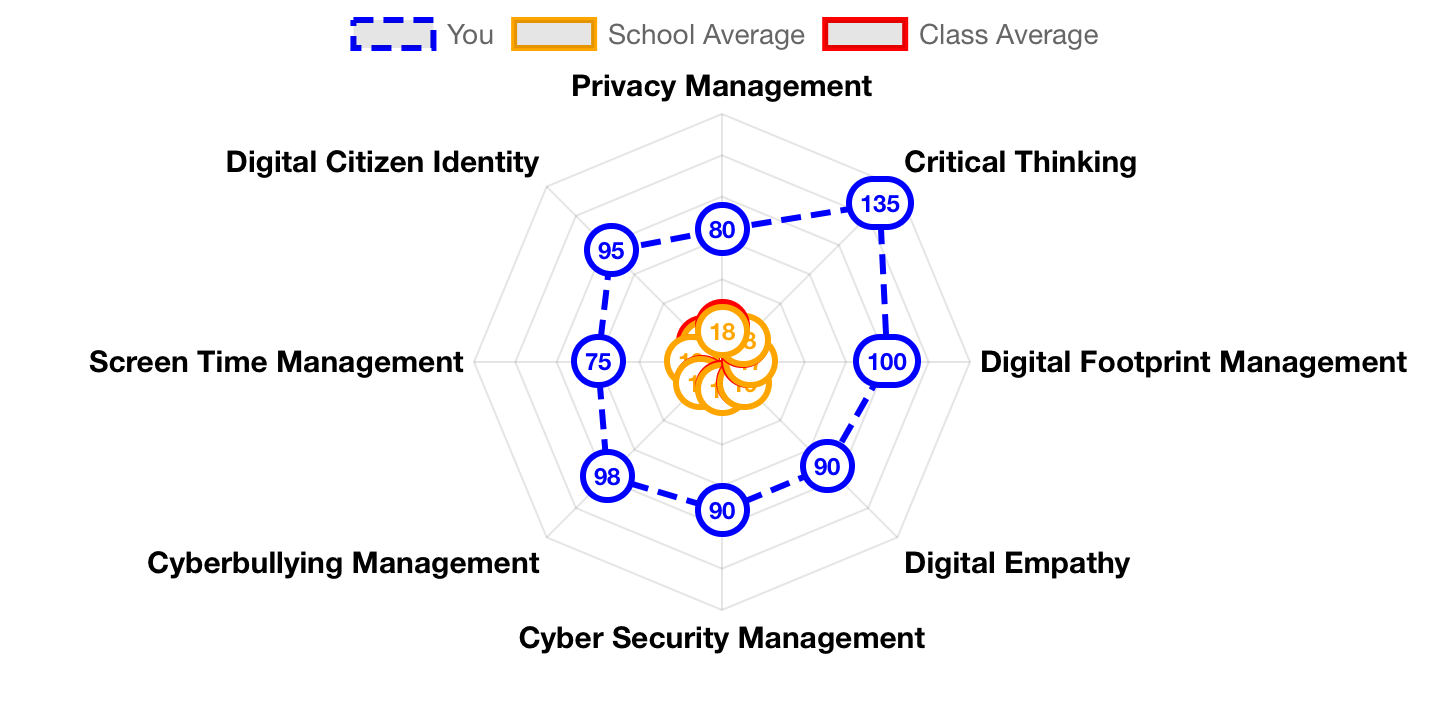 You School Average Class Average
Privacy Management
Digital Citizen Identity Critical Thinking
135
80
95
18
Screen Time Management 75 100 Digital Footprint Management
90
98
90
Cyberbullying Management Digital Empathy
Cyber Security Management